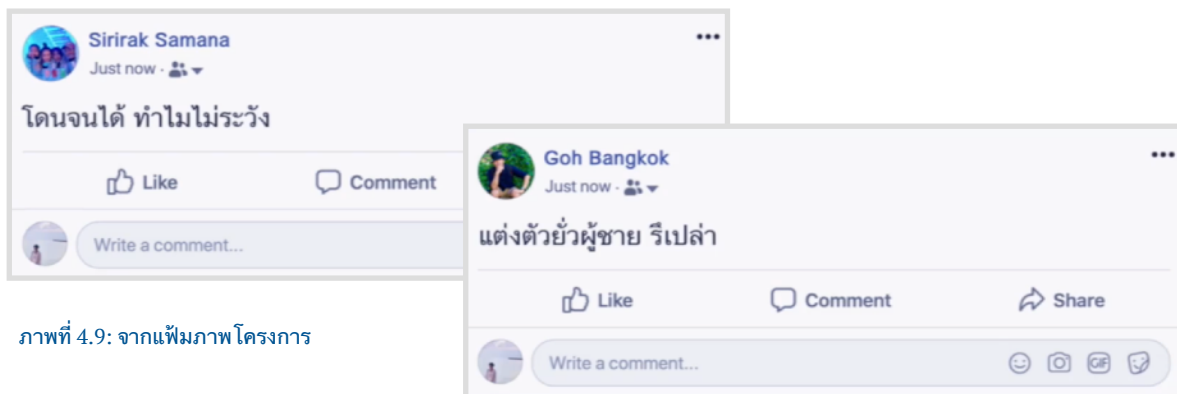 Sirirak Samana
Just now ·
โดนจนได้ ทำไมไม่ระวัง
Like Comment
Write a comment...
Goh Bangkok
Just now ·
แต่งตัวยั่วผู้ชาย รึเปล่า
Like Comment Share
Write a comment...
GIF
ภาพที่ 4.9: จากแฟ้มภาพโครงการ